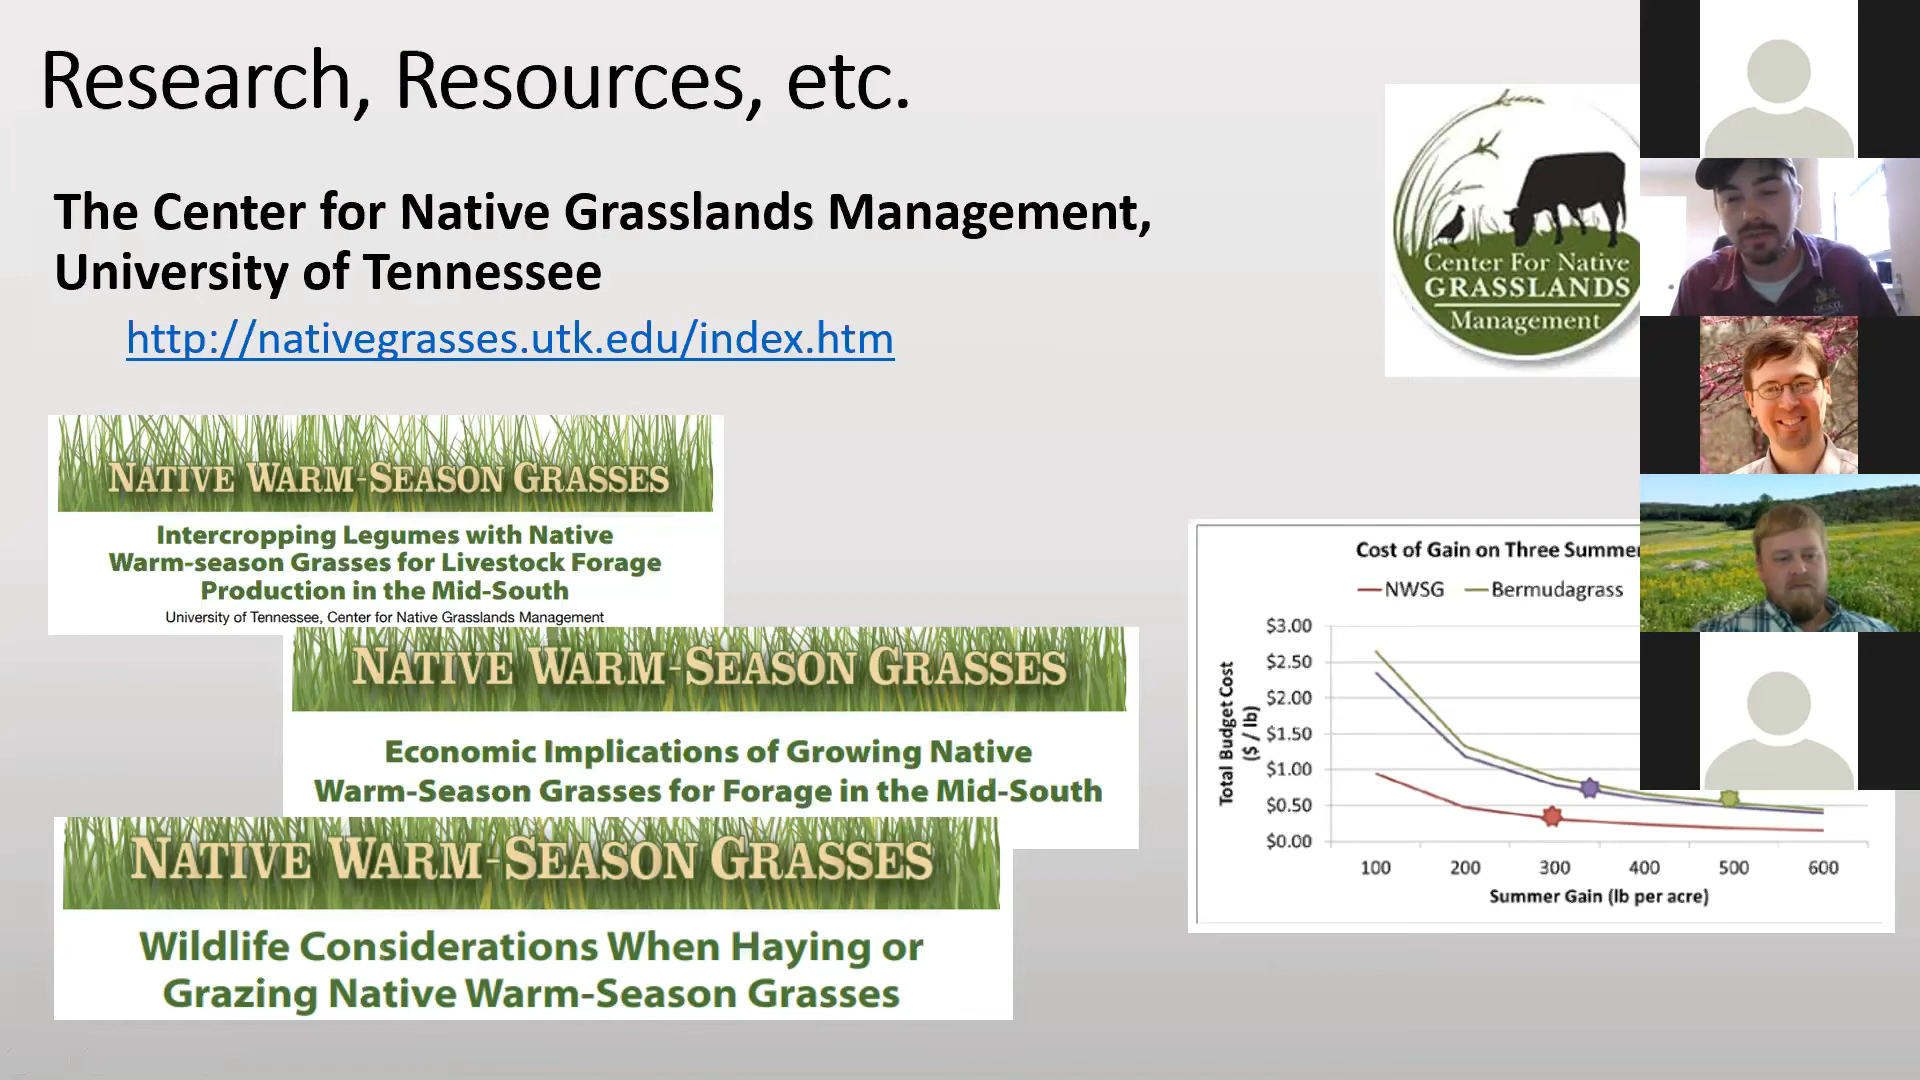 Research, Resources, etc.
The Center for Native Grasslands Management,
University of Tennessee
http://nativegrasses.utk.edu/index.htm
Center For Native
GRASSLANDS
Management
NATIVE WARM-SEASON GRASSES
Intercropping Legumes with Native
Warm-season Grasses for Livestock Forage
Production in the Mid-South
University of Tennessee, Center for Native Grasslands Management
NATIVE WARM-SEASON GRASSES
Economic Implications of Growing Native
Warm-Season Grasses for Forage in the Mid-South
NATIVE WARM-SEASON GRASSES
Wildlife Considerations When Haying or
Grazing Native Warm-Season Grasses
Cost of Gain on Three Summer
NWSG Bermudagrass
Total Budget Cost
($ / lb)
$3.00
$2.50
$2.00
$1.50
$1.00
$0.50
$0.00
100 200 300 400 500 600
Summer Gain (lb per acre)